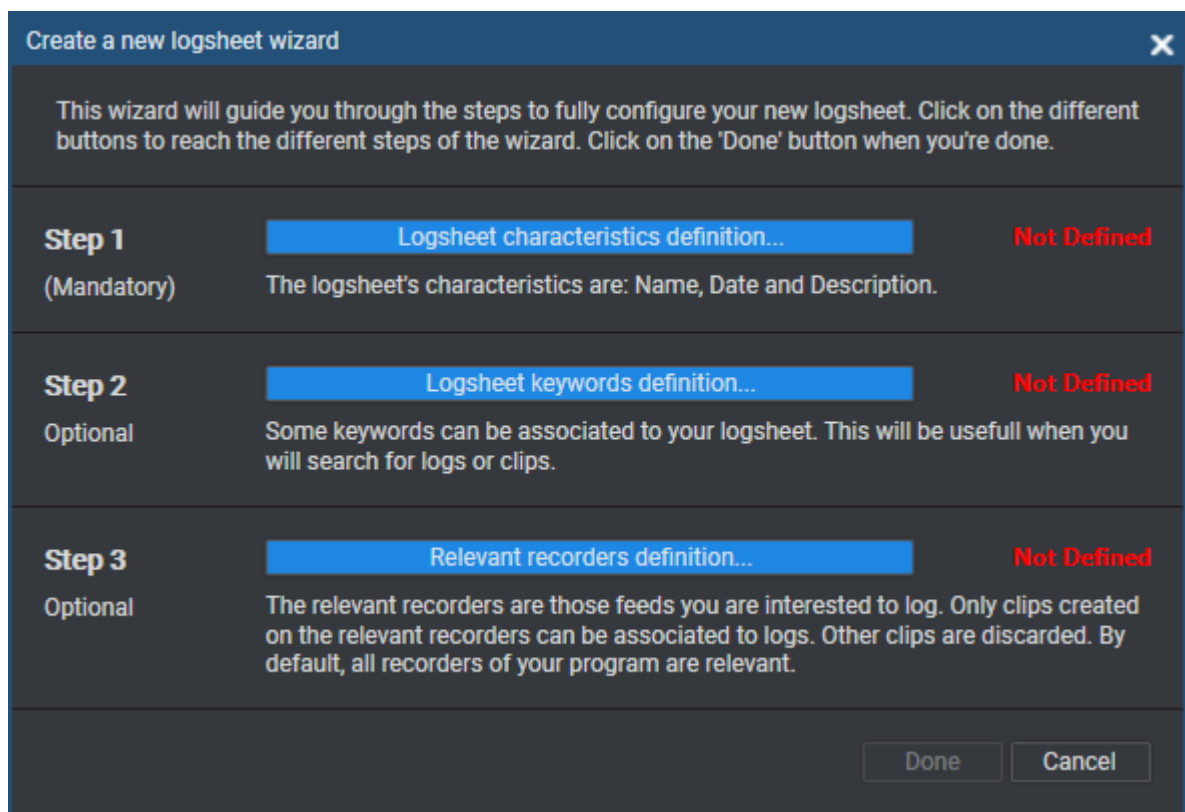 Create a new logsheet wizard
This wizard will guide you through the steps to fully configure your new logsheet. Click on the different
buttons to reach the different steps of the wizard. Click on the 'Done' button when you're done.
Step 1
Logsheet characteristics definition...
Not Defined
(Mandatory)
The logsheet's characteristics are: Name, Date and Description.
Step 2
Logsheet keywords definition...
Not Defined
Optional
Some keywords can be associated to your logsheet. This will be usefull when you
will search for logs or clips.
Step 3
Relevant recorders definition...
Not Defined
Optional
The relevant recorders are those feeds you are interested to log. Only clips created
on the relevant recorders can be associated to logs. Other clips are discarded. By
default, all recorders of your program are relevant.
Done
Cancel